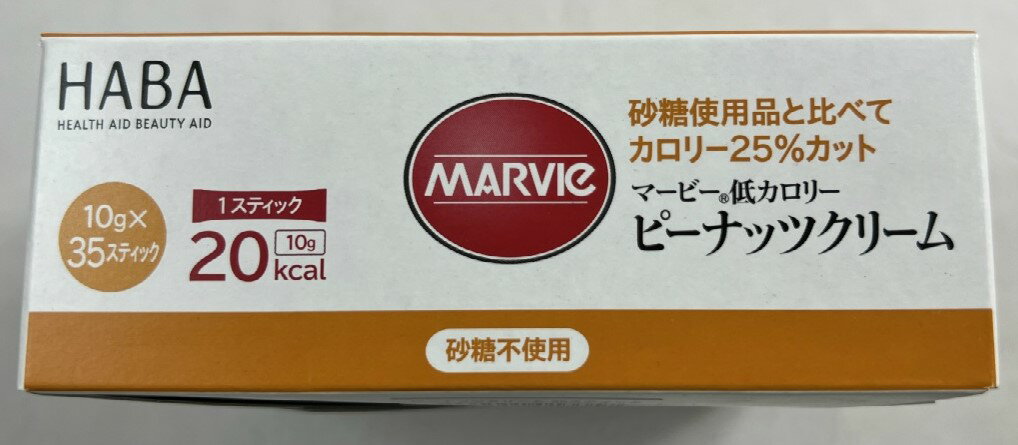 HABA
HEALTH AID BEAUTY AID
10g×
35スティック
1スティック
20 10g
kcal
MARVIe
砂糖使用品と比べて
カロリー25%カット
マービー®低カロリー
ピーナッツクリーム
砂糖不使用